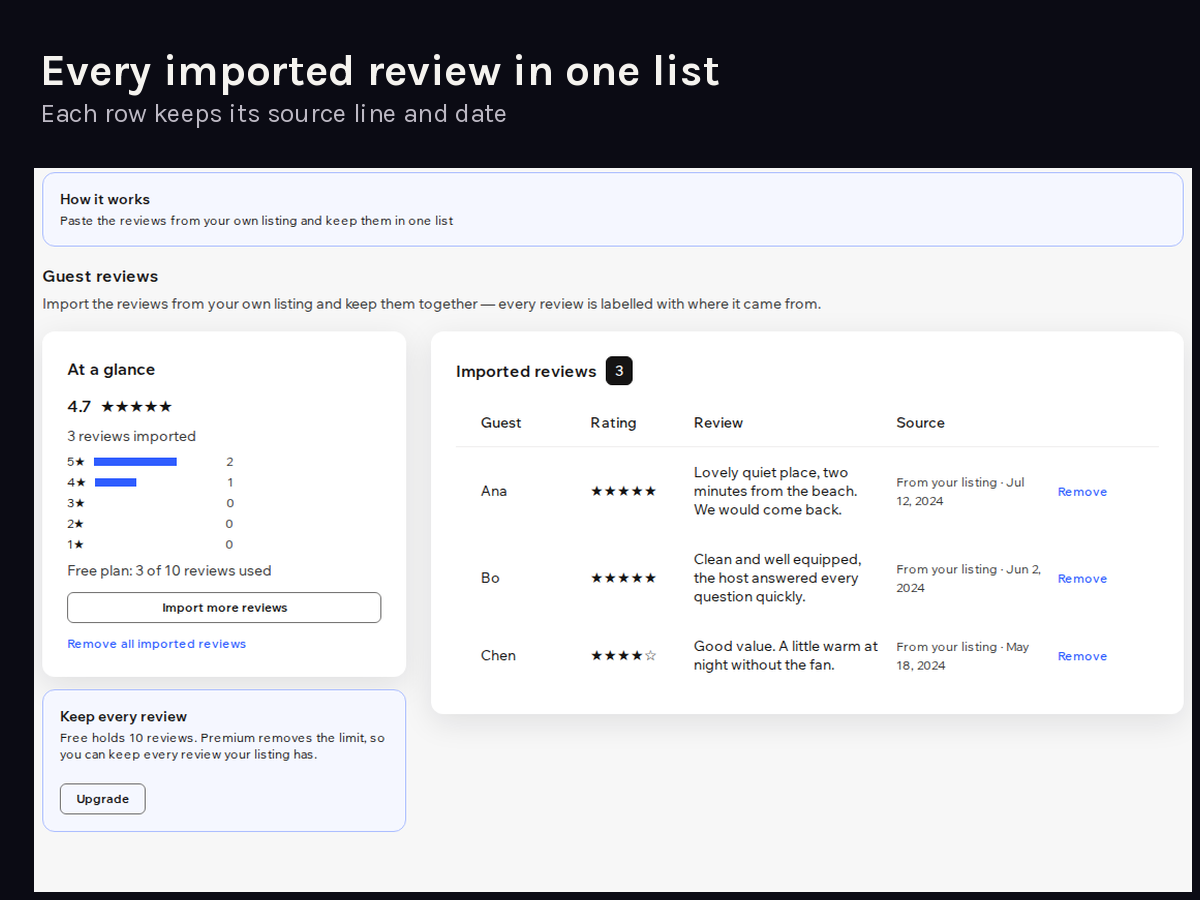 Every imported review in one list
Each row keeps its source line and date
How it works
Paste the reviews from your own listing and keep them in one list
Guest reviews
Import the reviews from your own listing and keep them together — every review is labelled with where it came from.
At a glance
4.7 ★★★★★
3 reviews imported
5★ 2
4★ 1
3★ 0
2★ 0
1★ 0
Free plan: 3 of 10 reviews used
Import more reviews
Remove all imported reviews
Keep every review
Free holds 10 reviews. Premium removes the limit, so
you can keep every review your listing has.
Upgrade
Imported reviews 3
Guest Rating Review Source
Ana ★★★★★
Lovely quiet place, two
minutes from the beach.
We would come back.
From your listing · Jul
12, 2024
Remove
Bo ★★★★★
Clean and well equipped,
the host answered every
question quickly.
From your listing · Jun 2,
2024
Remove
Chen ★★★★☆
Good value. A little warm at
night without the fan.
From your listing · May
18, 2024
Remove